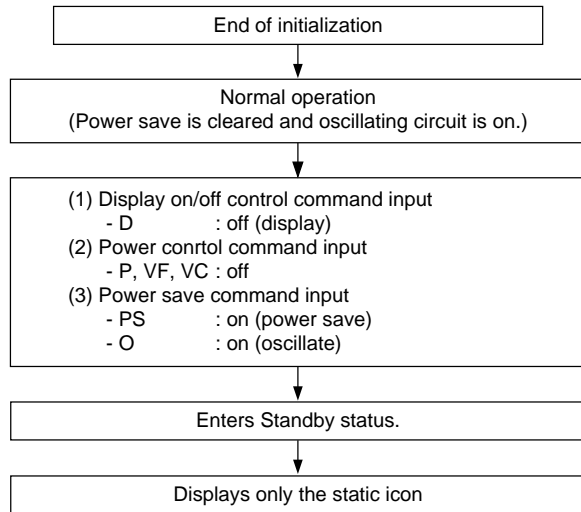 End of initialization
Normal operation
(Power save is cleared and oscillating circuit is on.)
(1) Display on/off control command input
- D : off (display)
(2) Power conrtol command input
- P, VF, VC : off
(3) Power save command input
- PS : on (power save)
- O : on (oscillate)
Enters Standby status.
Displays only the static icon